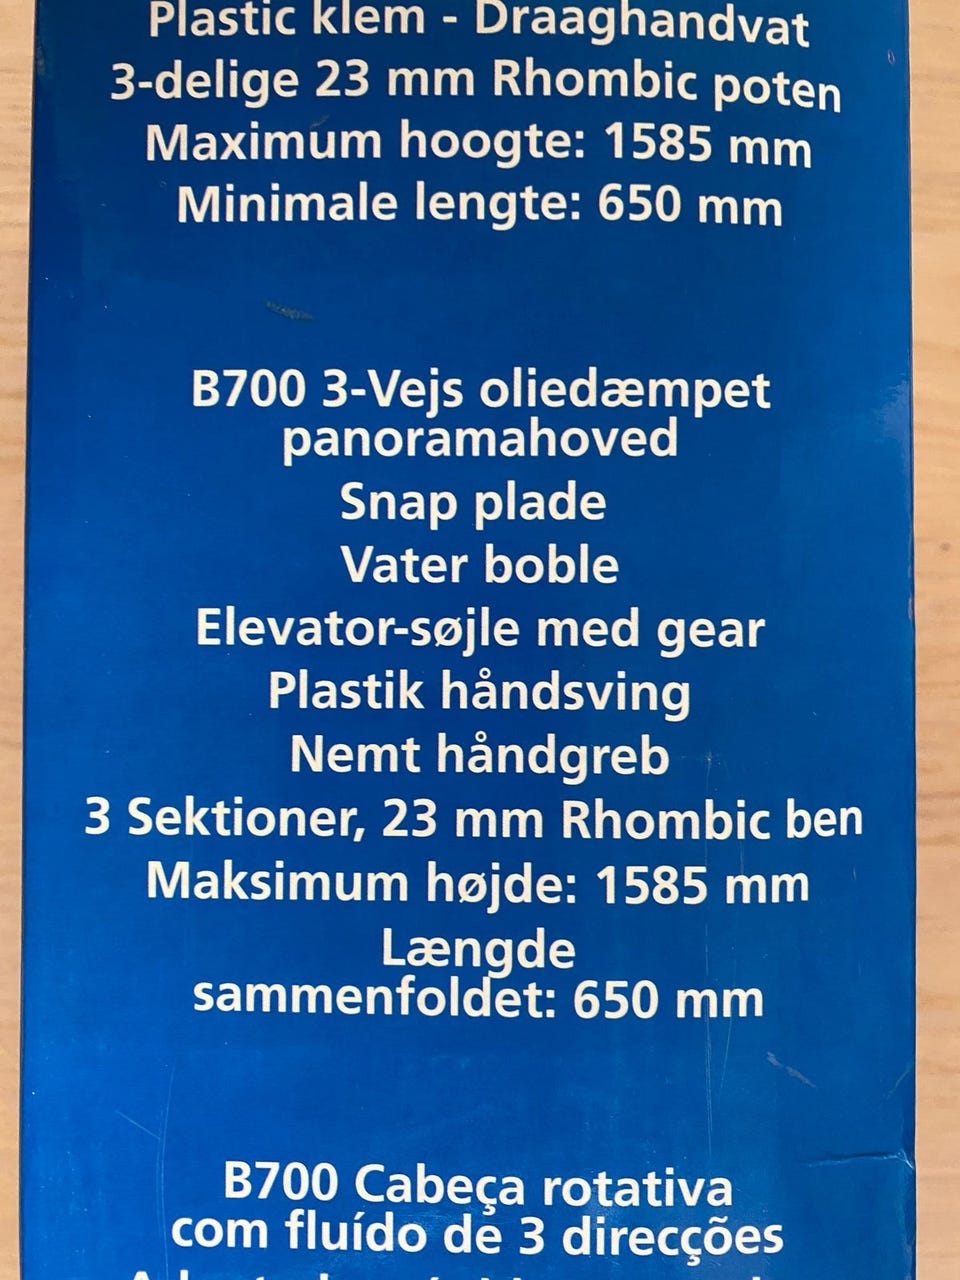 Plastic klem - Draaghandvat
3-delige 23 mm Rhombic poten
Maximum hoogte: 1585 mm
Minimale lengte: 650 mm
B700 3-Vejs oliedæmpet
panoramahoved
Snap plade
Vater boble
Elevator-søjle med gear
Plastik håndsving
Nemt håndgreb
3 Sektioner, 23 mm Rhombic ben
Maksimum højde: 1585 mm
Længde
sammenfoldet: 650 mm
B700 Cabeça rotativa
com fluído de 3 direcções